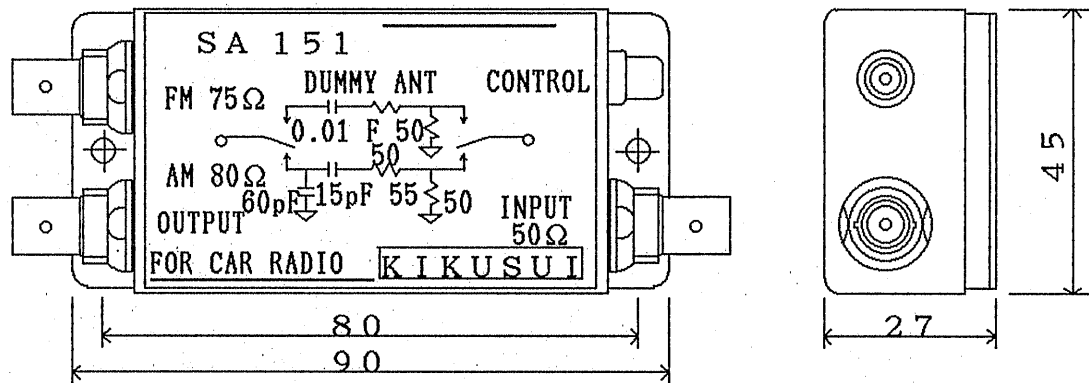 SA 151
DUMMY ANT
CONTROL
FM 75Ω
0.01 F 50
50
AM 80Ω
60pF 15pF 55 50
OUTPUT
INPUT
50Ω
FOR CAR RADIO
KIKUSUI
80
90
27
45